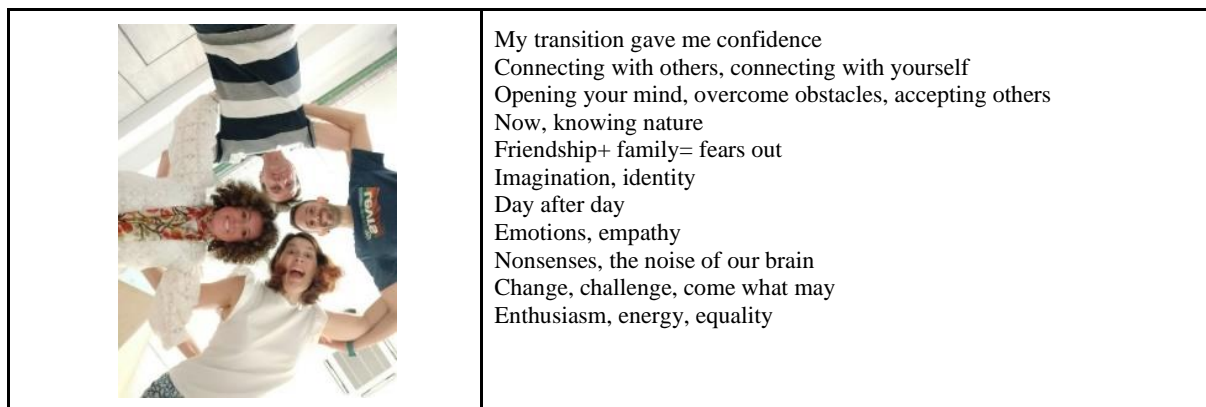 My transition gave me confidence
Connecting with others, connecting with yourself
Opening your mind, overcome obstacles, accepting others
Now, knowing nature
Friendship+ family= fears out
Imagination, identity
Day after day
Emotions, empathy
Nonsenses, the noise of our brain
Change, challenge, come what may
Enthusiasm, energy, equality